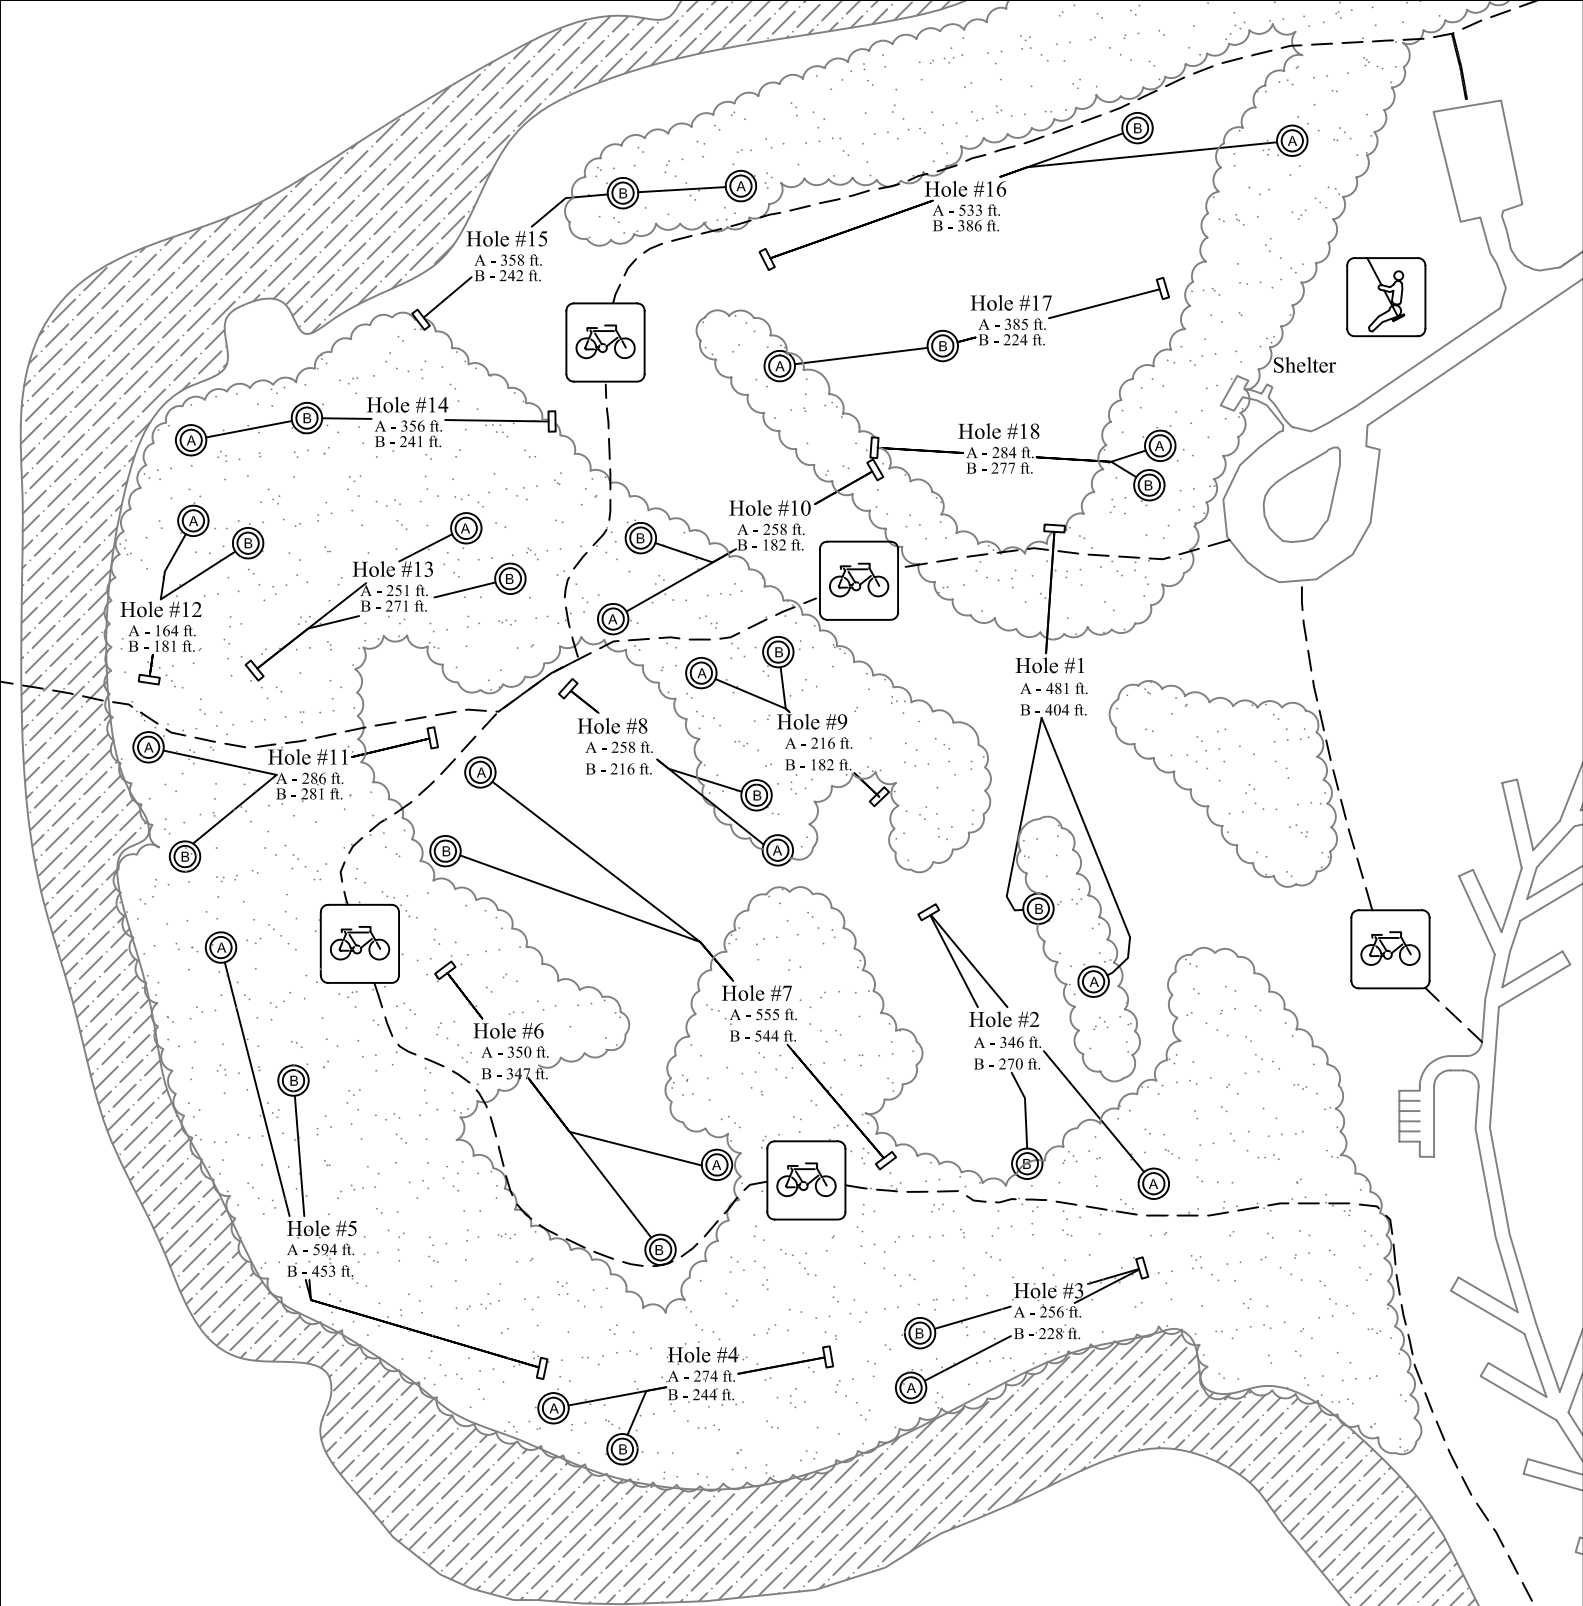 B
A
B
A
Hole #16
A - 533 ft.
B - 386 ft.
Hole #15
A - 358 ft.
B - 242 ft.
Hole #17
A - 385 ft.
B - 224 ft.
B
A
Shelter
Hole #14
A - 356 ft.
B - 241 ft.
B
A
Hole #18
A - 284 ft.
B - 277 ft.
A
B
Hole #10
A - 258 ft.
B - 182 ft.
B
A
A
B
Hole #12
A - 164 ft.
B - 181 ft.
A
B
Hole #13
A - 251 ft.
B - 271 ft.
Hole #1
A - 481 ft.
B - 404 ft.
B
A
Hole #9
A - 216 ft.
B - 182 ft.
Hole #8
A - 258 ft.
B - 216 ft.
B
A
A
Hole #11
A - 286 ft.
B - 281 ft.
B
A
B
B
A
A
B
Hole #7
A - 555 ft.
B - 544 ft.
Hole #2
A - 346 ft.
B - 270 ft.
Hole #6
A - 350 ft.
B - 347 ft.
A
B
B
A
Hole #5
A - 594 ft.
B - 453 ft.
Hole #3
A - 256 ft.
B - 228 ft.
B
A
Hole #4
A - 274 ft.
B - 244 ft.
A
B